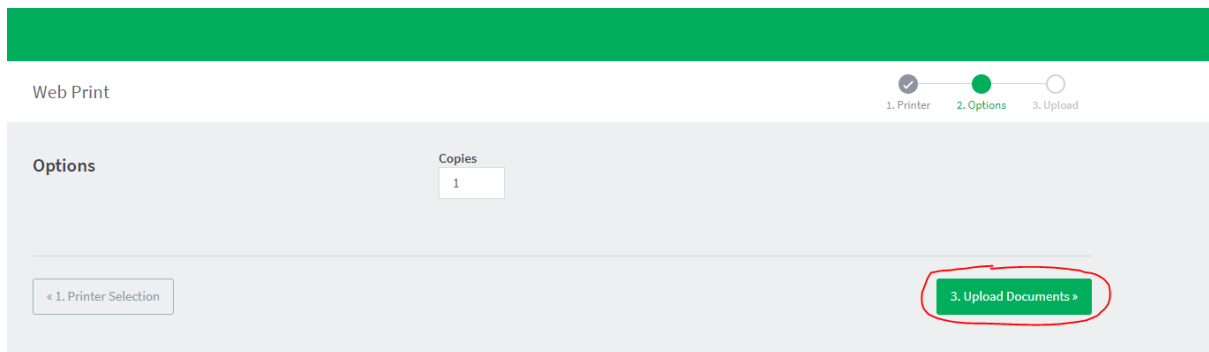 Web Print
1. Printer
2. Options
3. Upload
Options
Copies
1
« 1. Printer Selection
3. Upload Documents »